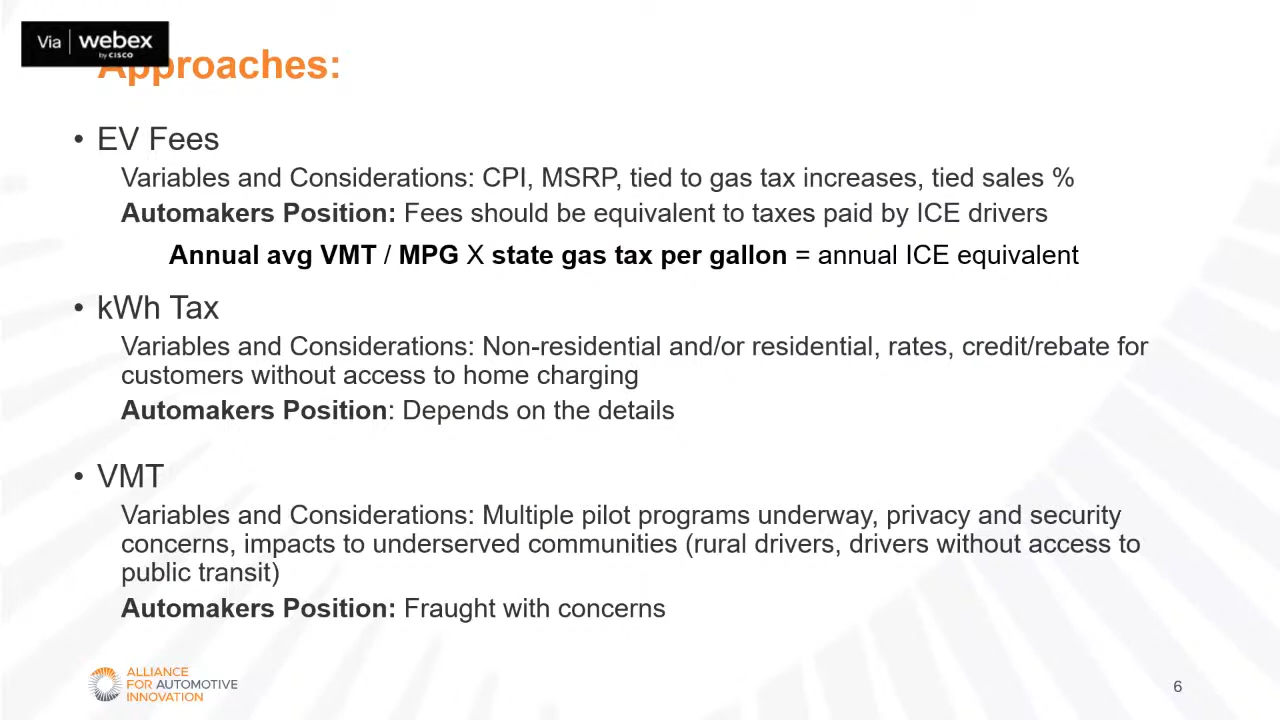 Via | webex
by CISCO
Approaches:
• EV Fees
Variables and Considerations: CPI, MSRP, tied to gas tax increases, tied sales %
Automakers Position: Fees should be equivalent to taxes paid by ICE drivers
Annual avg VMT / MPG X state gas tax per gallon = annual ICE equivalent
• kWh Tax
Variables and Considerations: Non-residential and/or residential, rates, credit/rebate for
customers without access to home charging
Automakers Position: Depends on the details
• VMT
Variables and Considerations: Multiple pilot programs underway, privacy and security
concerns, impacts to underserved communities (rural drivers, drivers without access to
public transit)
Automakers Position: Fraught with concerns
ALLIANCE
FOR AUTOMOTIVE
INNOVATION
6